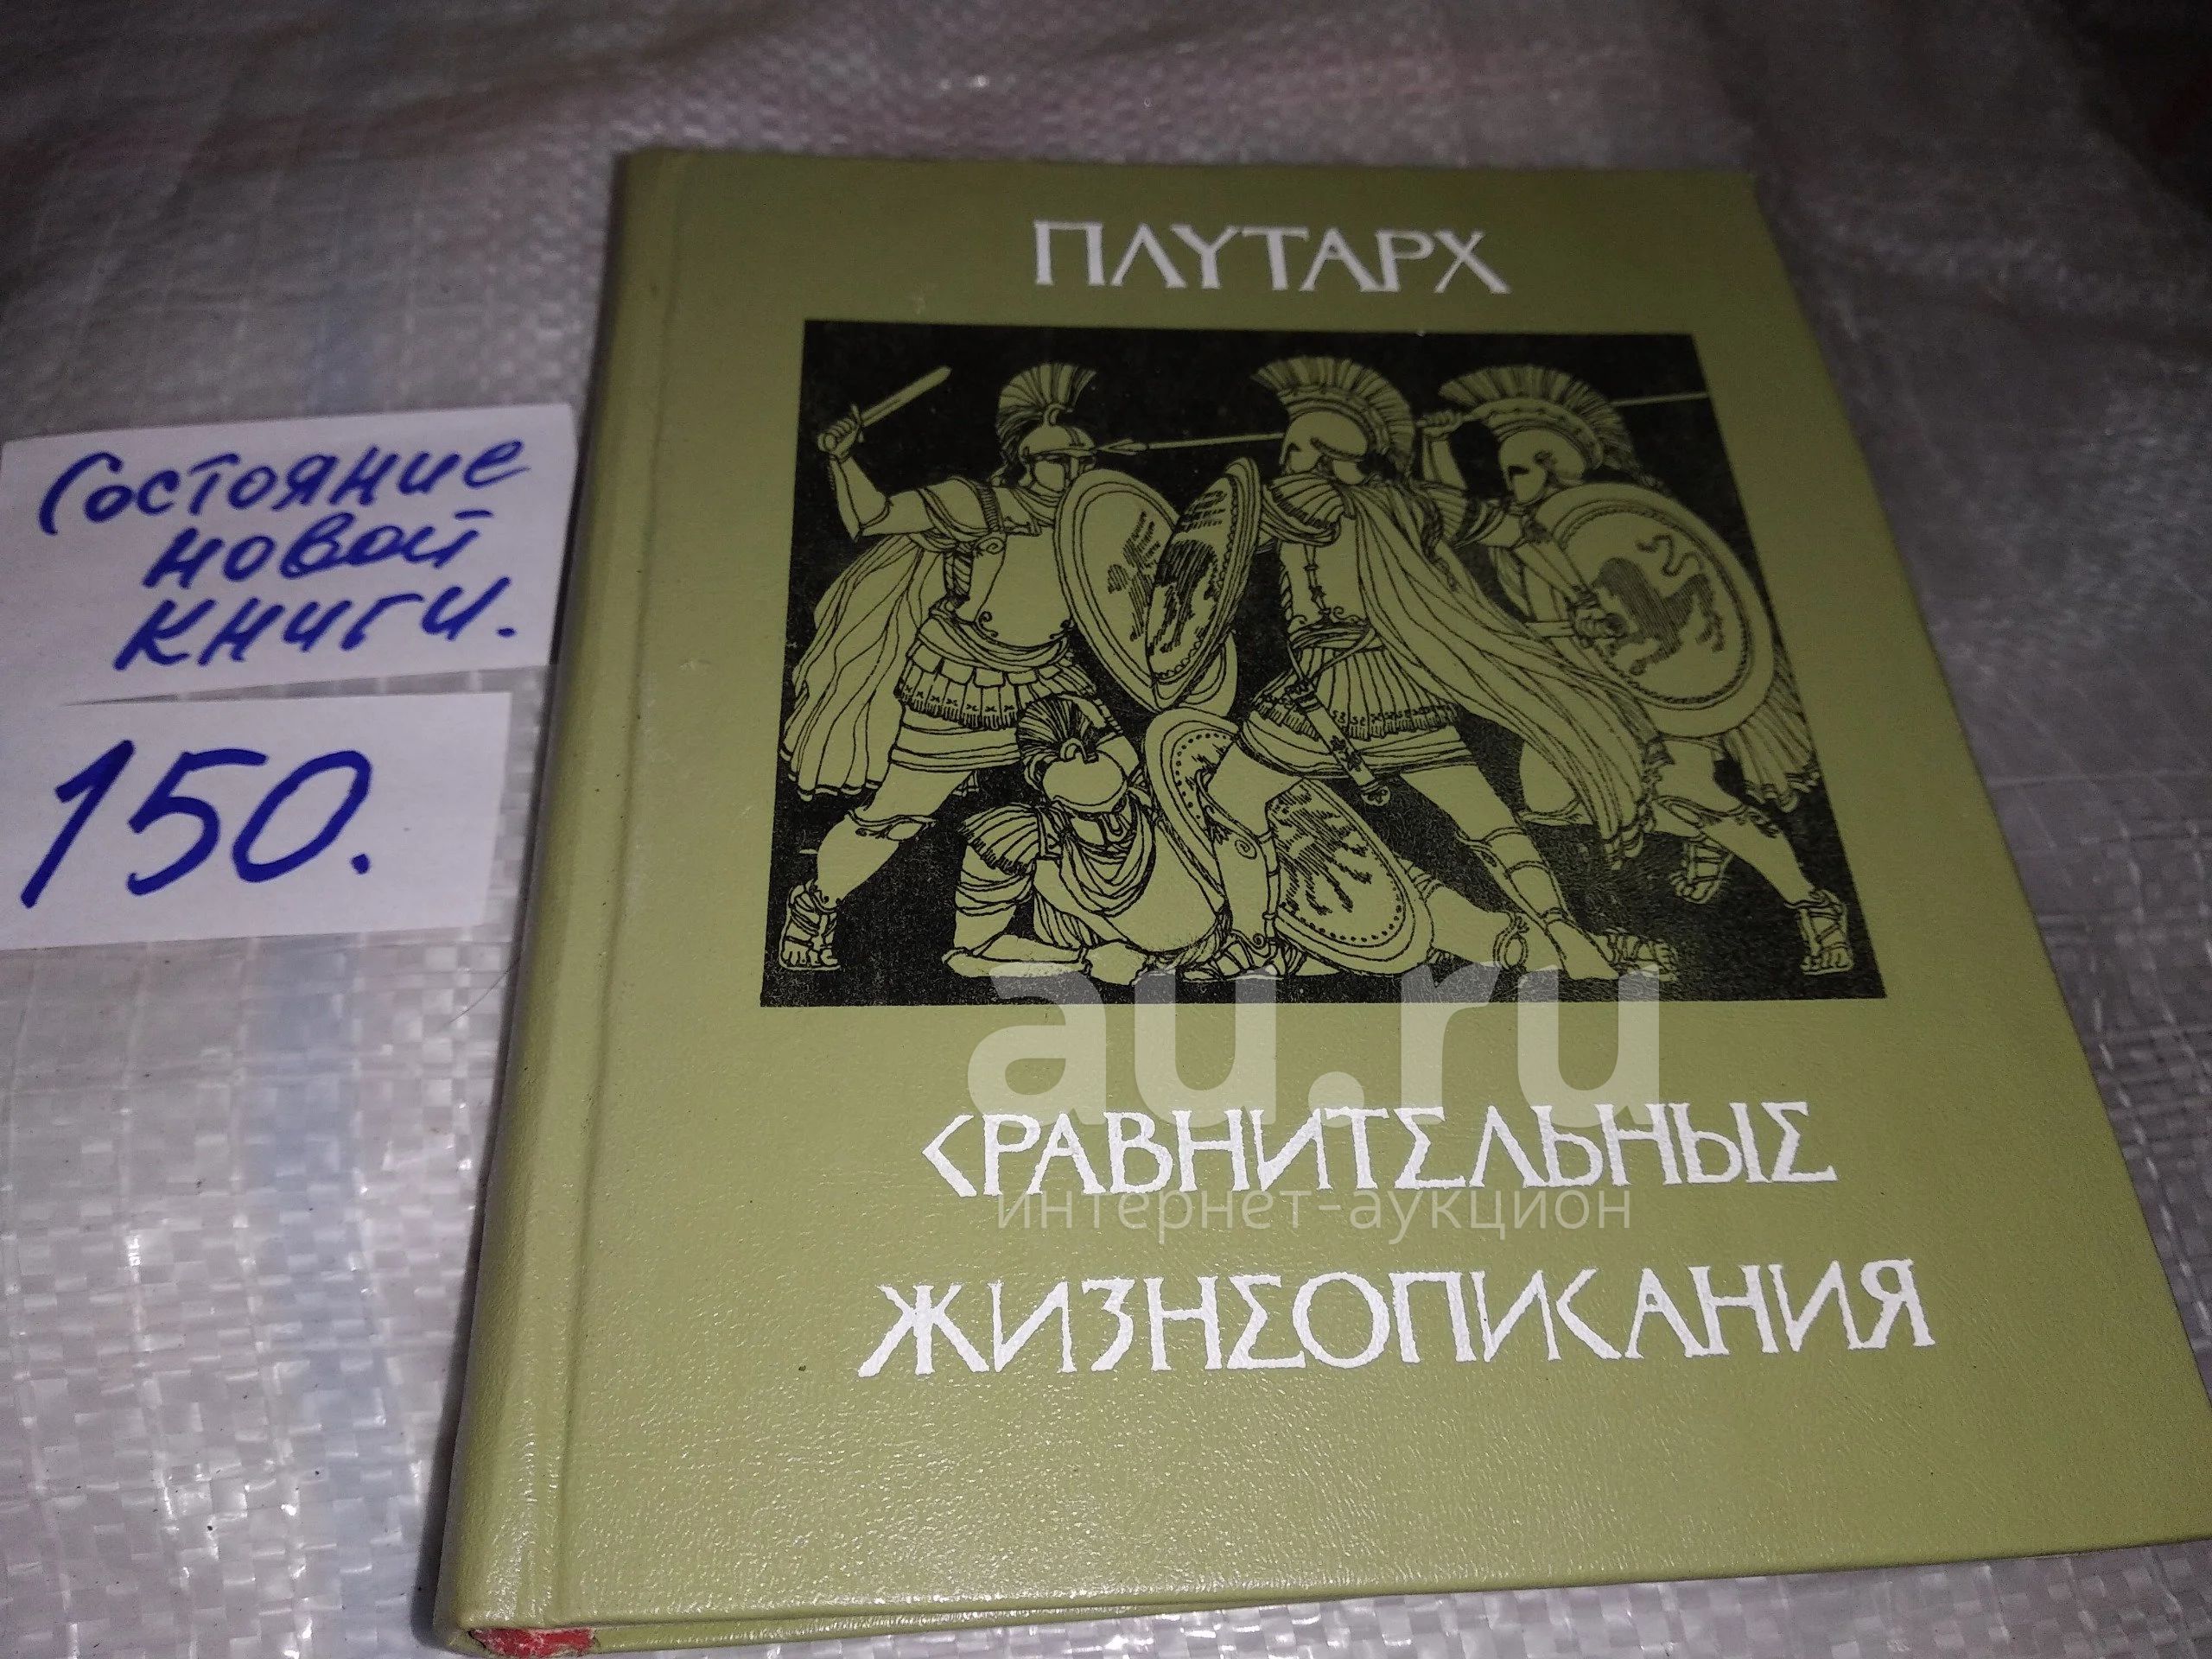 ПЛУТАРХ
Состояние
новой
книги.
150.
au.ru
СРАВНИТЕЛЬНЫЕ
интернет-аукцион
ЖИЗНЕОПИСАНИЯ